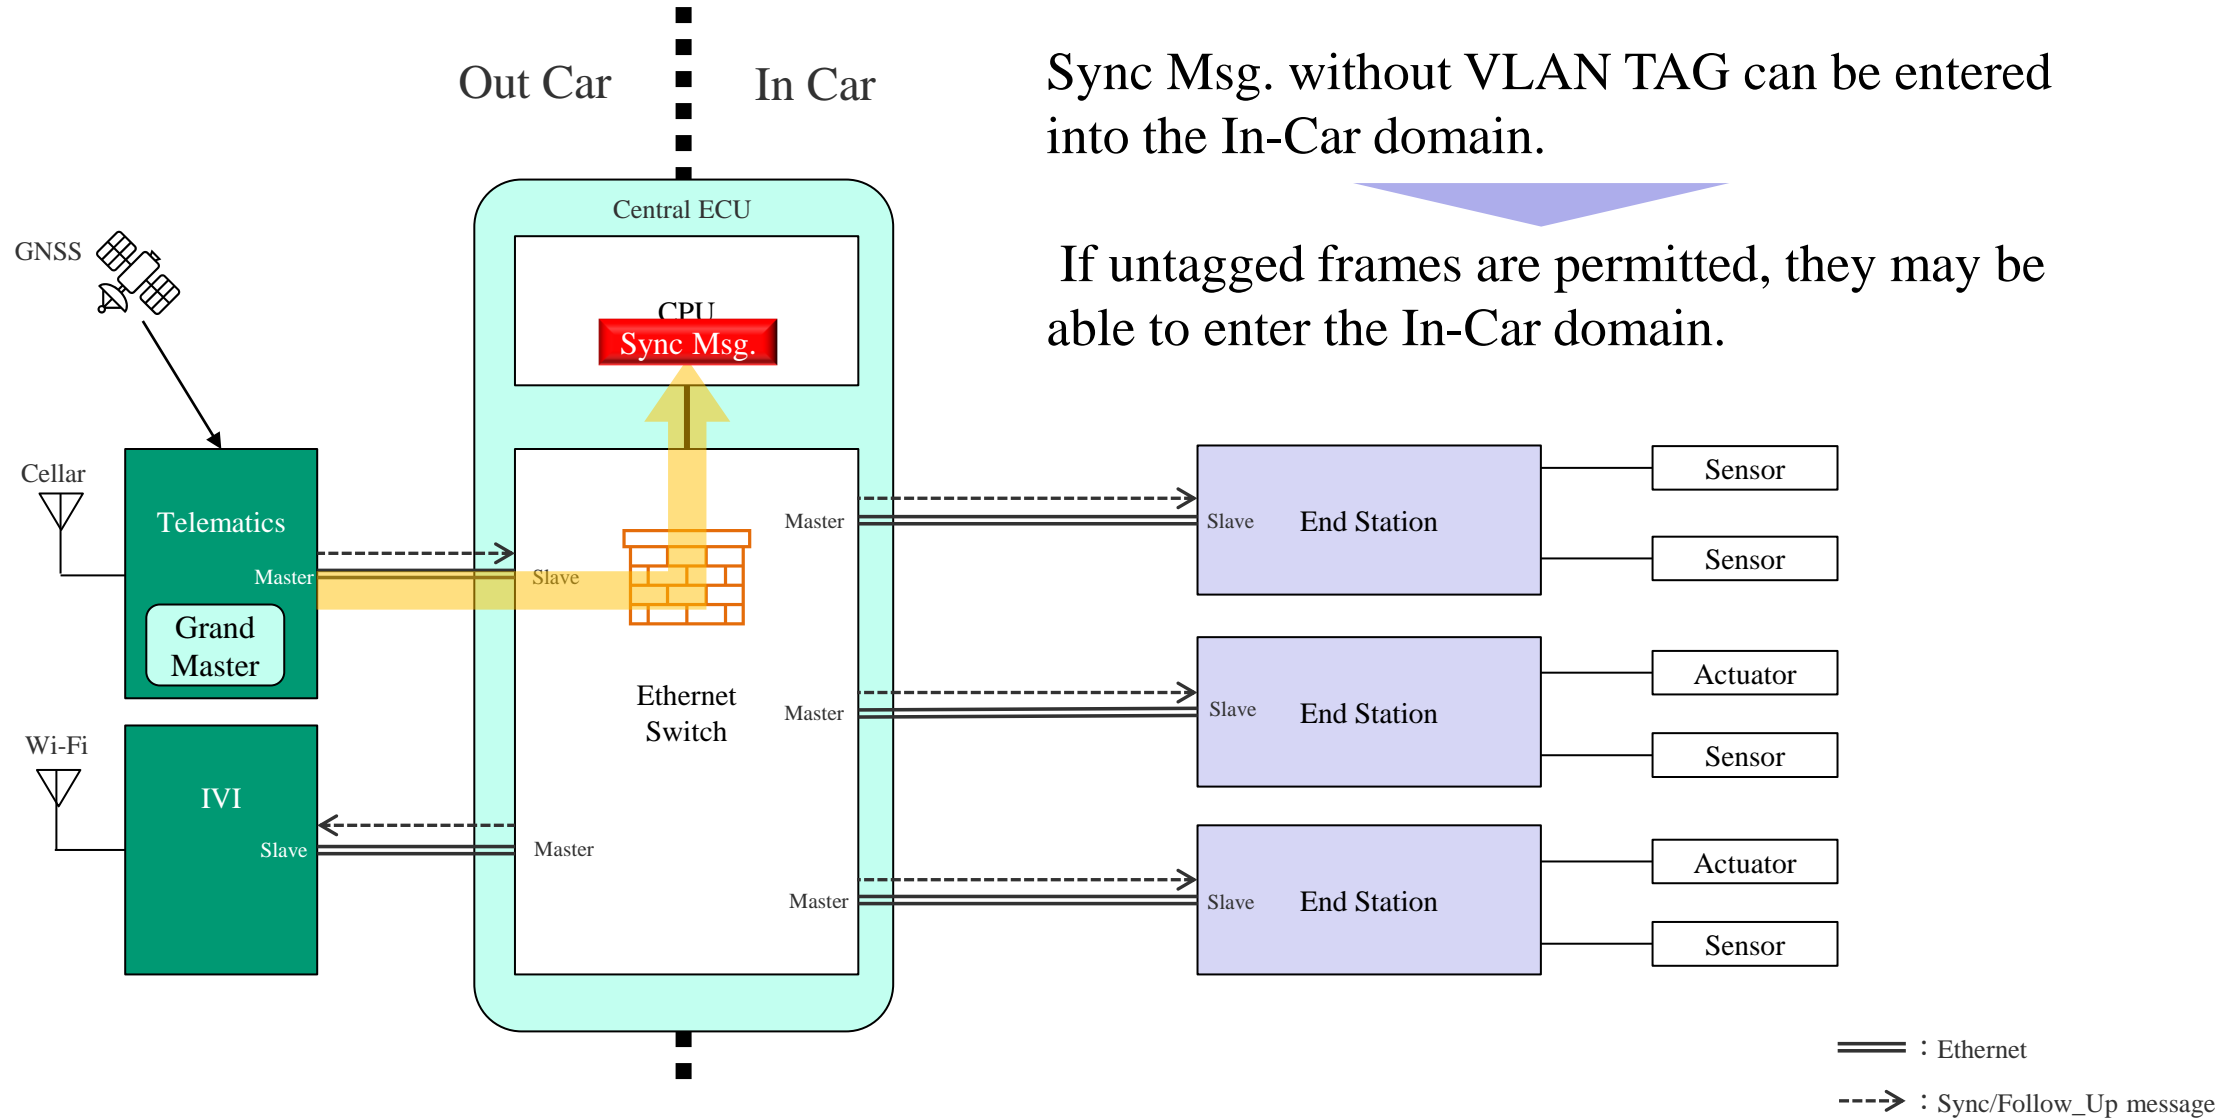 Out Car
In Car
Sync Msg. without VLAN TAG can be entered
into the In-Car domain.
If untagged frames are permitted, they may be
able to enter the In-Car domain.
Central ECU
GNSS
CPU
Sync Msg.
Cellar
Telematics
Master
Grand
Master
Slave
Ethernet
Switch
Master
Slave
End Station
Sensor
Sensor
Master
Slave
End Station
Actuator
Sensor
Wi-Fi
IVI
Slave
Master
Master
Slave
End Station
Actuator
Sensor
: Ethernet
: Sync/Follow_Up message